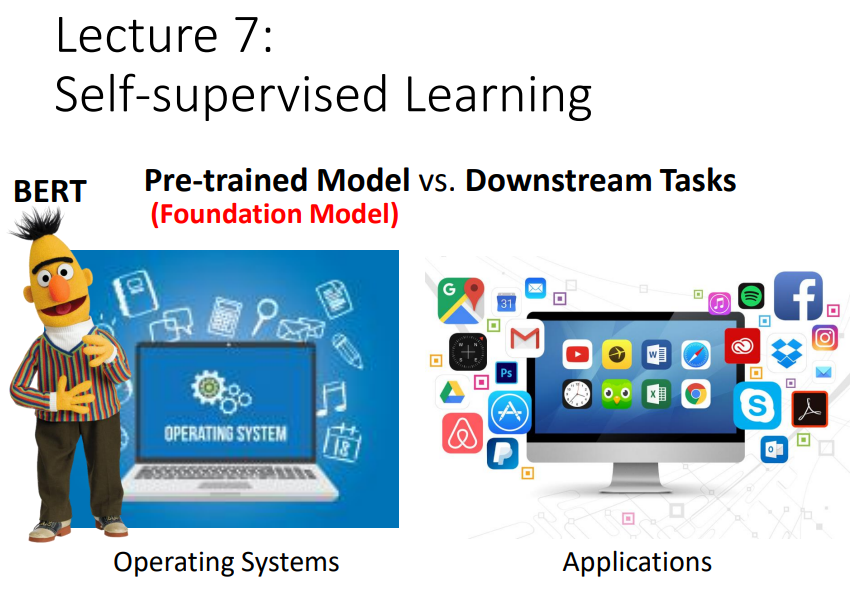 Lecture 7:
Self-supervised Learning
BERT
Pre-trained Model vs. Downstream Tasks
(Foundation Model)
OPERATING SYSTEM
18
G
31
N
W
E
S
Ps
W
X
f
S
O
Operating Systems
Applications